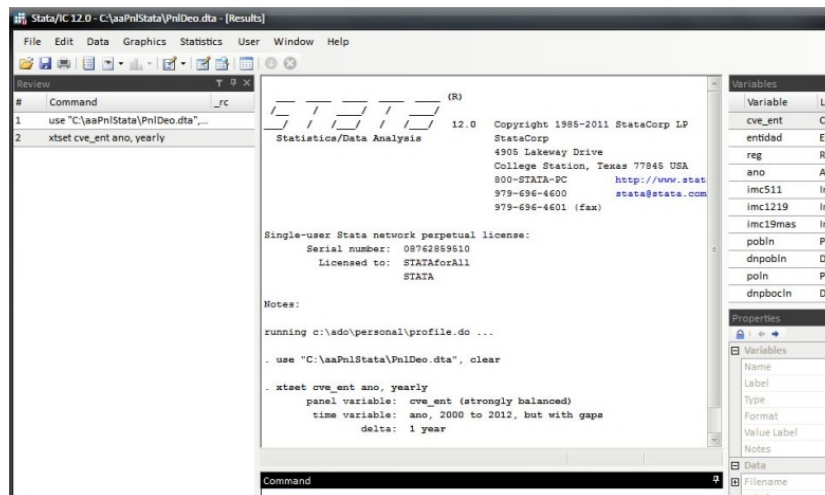 Stata/IC 12.0 - C:\aaPnlStata\PnlDeo.dta - [Results]
File Edit Data Graphics Statistics User Window Help
Review
# Command _rc
1 use "C:\aaPnlStata\PnlDeo.dta",...
2 xtset cve_ent ano, yearly
(R)
12.0 Copyright 1985-2011 StataCorp LP
Statistics/Data Analysis StataCorp
4905 Lakeway Drive
College Station, Texas 77845 USA
800-STATA-PC http://www.stat
979-696-4600 stata@stata.com
979-696-4601 (fax)
Single-user Stata network perpetual license:
Serial number: 08762859510
Licensed to: STATAforAll
STATA
Notes:
running c:\ado\personal\profile.do ...
. use "C:\aaPnlStata\PnlDeo.dta", clear
. xtset cve_ent ano, yearly
panel variable: cve_ent (strongly balanced)
time variable: ano, 2000 to 2012, but with gaps
delta: 1 year
Command
Variables
Variable L
cve_ent C
entidad E
reg R
ano A
imc511 I
imc1219 I
imc19mas I
pobln P
dnpobln D
poln P
dnpbocln D
Properties
Variables
Name
Label
Type
Format
Value Label
Notes
Data
Filename